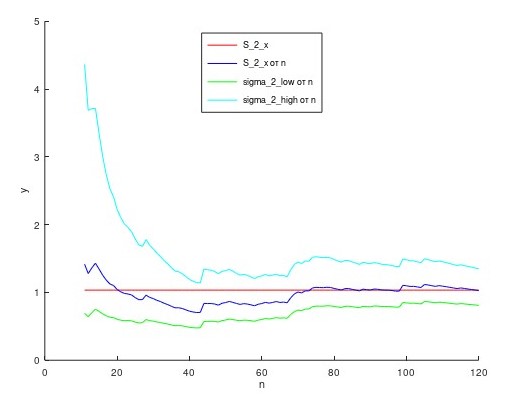 5
4
3
2
1
0
y
0
20
40
60
80
100
120
n
S_2_x
S_2_x от n
sigma_2_low от n
sigma_2_high от n